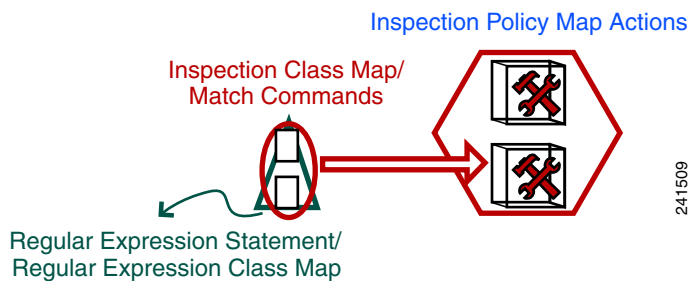 Inspection Policy Map Actions
Inspection Class Map/
Match Commands
241509
Regular Expression Statement/
Regular Expression Class Map